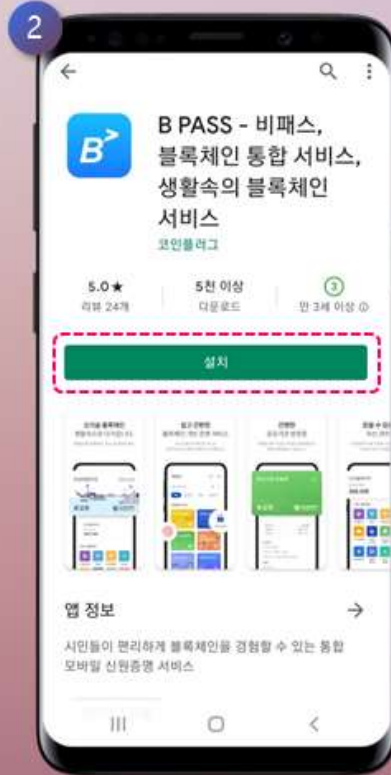 2
B PASS - 비패스,
블록체인 통합 서비스,
생활속의 블록체인
서비스
코인플러그
5.0★
리뷰 24개
5천 이상
다운로드
3
만 3세 이상
설치
앱 정보
시민들이 편리하게 블록체인을 경험할 수 있는 통합
모바일 신원증명 서비스